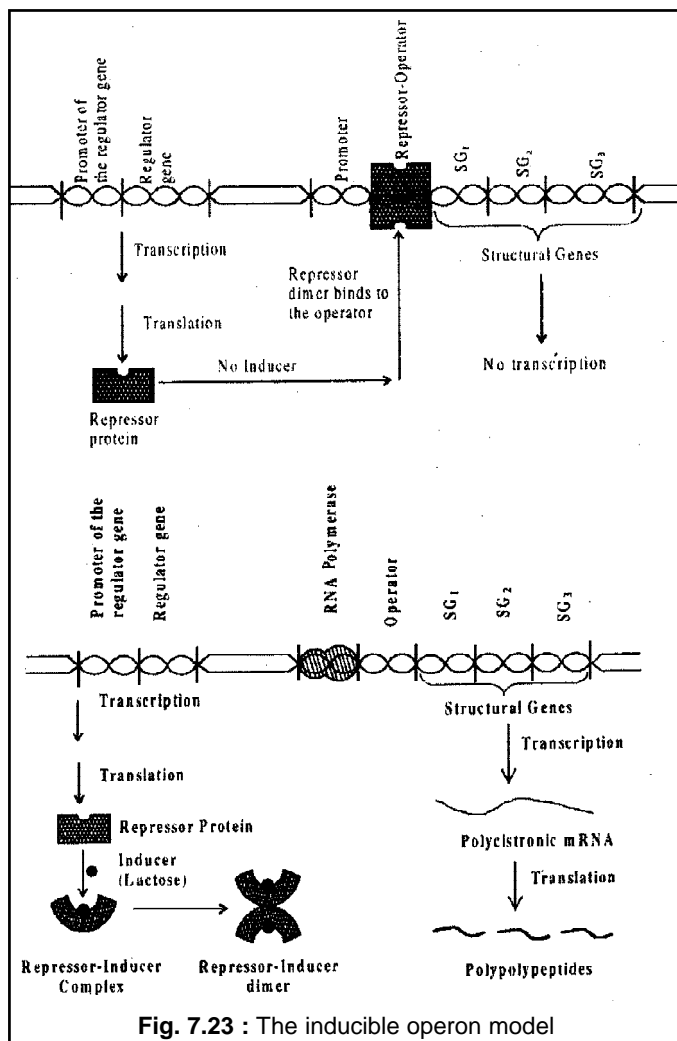 Promoter of
the regulator gene
Regulator
gene
Promoter
Repressor-Operator
SG1
SG2
SG3
Transcription
Structural Genes
Repressor
dimer binds to
the operator
Translation
No Inducer
No transcription
Repressor
protein
Promoter of the
regulator gene
Regulator gene
RNA Polymerase
Operator
SG1
SG2
SG3
Transcription
Structural Genes
Transcription
Translation
Repressor Protein
Polycistronic mRNA
Inducer
(Lactose)
Translation
Repressor-Inducer
Complex
Repressor-Inducer
dimer
Polypolypeptides
Fig. 7.23 : The inducible operon model